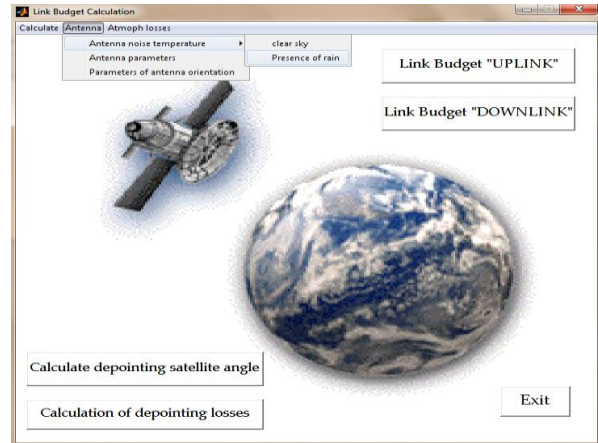 Link Budget Calculation
Calculate Antenna Atmoph losses
Antenna noise temperature
clear sky
Antenna parameters
Presence of rain
Parameters of antenna orientation
Link Budget "UPLINK"
Link Budget "DOWNLINK"
Calculate depointing satellite angle
Calculation of depointing losses
Exit